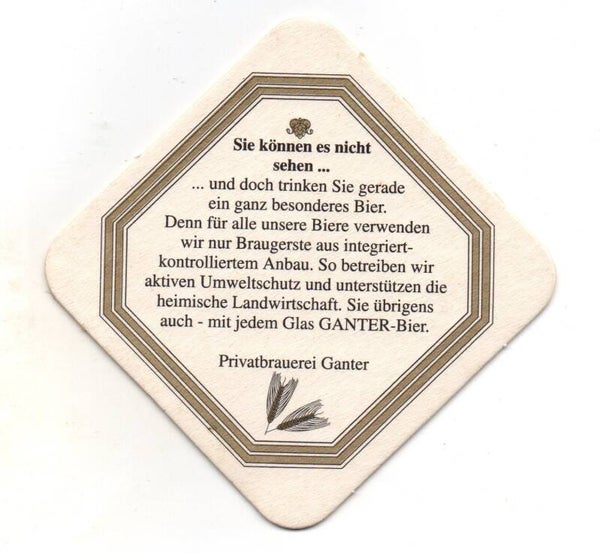 Sie können es nicht
sehen ...
... und doch trinken Sie gerade
ein ganz besonderes Bier.
Denn für alle unsere Biere verwenden
wir nur Braugerste aus integriert-
kontrolliertem Anbau. So betreiben wir
aktiven Umweltschutz und unterstützen die
heimische Landwirtschaft. Sie übrigens
auch - mit jedem Glas GANTER-Bier.
Privatbrauerei Ganter